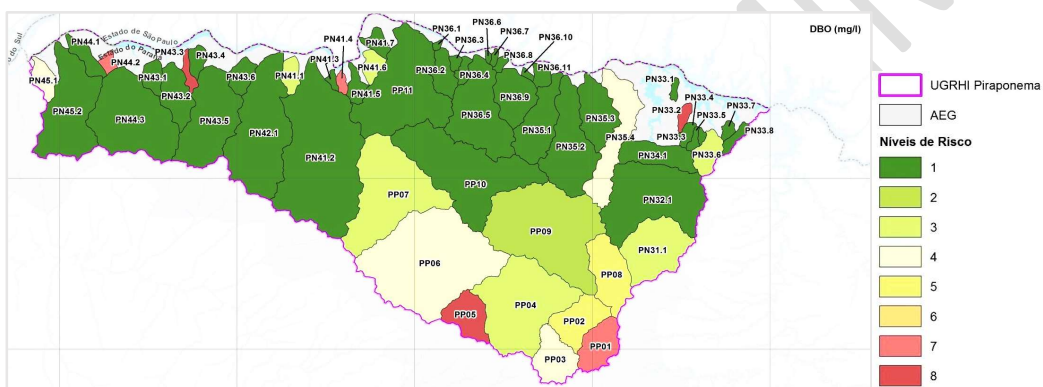 DBO (mg/l)
Estado de São Paulo
Estado do Paraná
do Sul
PN44.1
PN44.2
PN43.1
PN43.3
PN43.4
PN43.2
PN43.6
PN41.1
PN41.3
PN41.4
PN41.7
PN41.6
PN41.5
PN36.1
PN36.3
PN36.6
PN36.7
PN36.8
PN36.10
PN36.11
PN36.2
PN36.4
PN36.9
PP11
PN36.5
PN35.1
PN35.3
PN35.4
PN35.2
PN33.1
PN33.2
PN33.4
PN33.3
PN33.5
PN33.7
PN33.8
PN33.6
PN34.1
PN45.1
PN45.2
PN44.3
PN43.5
PN42.1
PN41.2
PP07
PP10
PN32.1
PP09
PN31.1
PP06
PP08
PP04
PP05
PP02
PP01
PP03
UGRHI Piraponema
AEG
Níveis de Risco
1
2
3
4
5
6
7
8